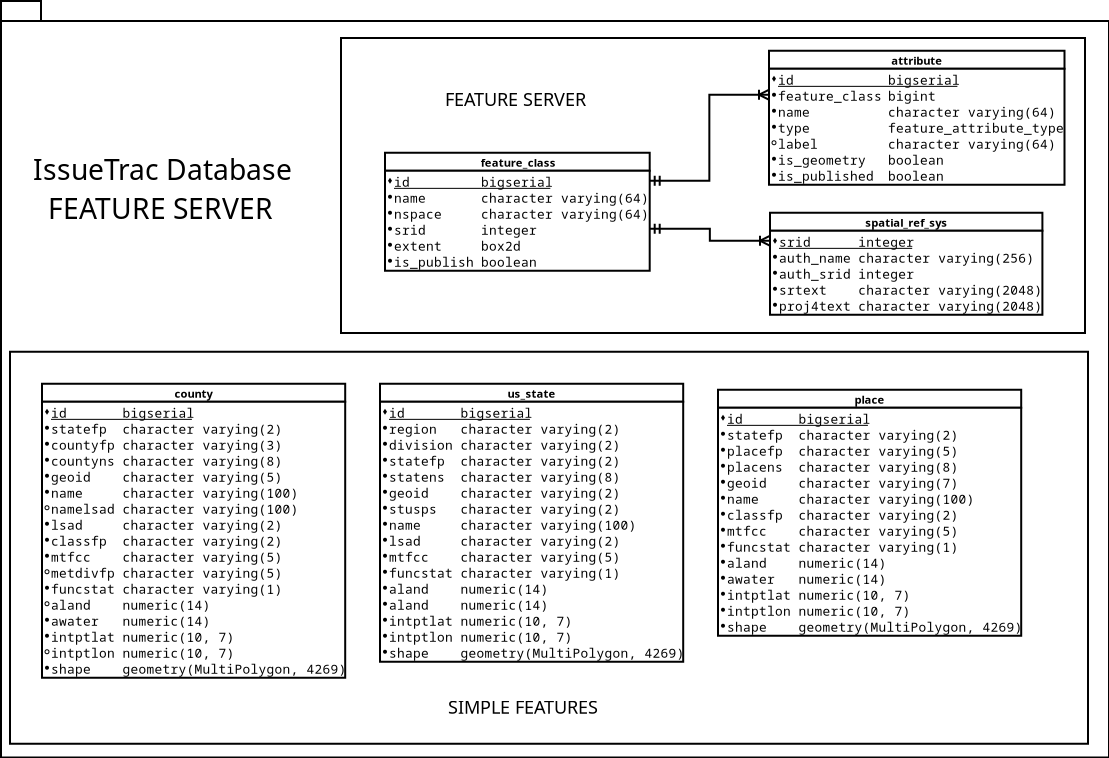 IssueTrac Database
FEATURE SERVER
FEATURE SERVER
feature_class
id bigserial
name character varying(64)
nspace character varying(64)
srid integer
extent box2d
is_publish boolean
attribute
id bigserial
feature_class bigint
name character varying(64)
type feature_attribute_type
label character varying(64)
is_geometry boolean
is_published boolean
spatial_ref_sys
srid integer
auth_name character varying(256)
auth_srid integer
srtext character varying(2048)
proj4text character varying(2048)
county
id bigserial
statefp character varying(2)
countyfp character varying(3)
countyns character varying(8)
geoid character varying(5)
name character varying(100)
namelsad character varying(100)
lsad character varying(2)
classfp character varying(2)
mtfcc character varying(5)
metdivfp character varying(5)
funcstat character varying(1)
aland numeric(14)
awater numeric(14)
intptlat numeric(10, 7)
intptlon numeric(10, 7)
shape geometry(MultiPolygon, 4269)
us_state
id bigserial
region character varying(2)
division character varying(2)
statefp character varying(2)
statens character varying(8)
geoid character varying(2)
stusps character varying(2)
name character varying(100)
lsad character varying(2)
mtfcc character varying(5)
funcstat character varying(1)
aland numeric(14)
aland numeric(14)
intptlat numeric(10, 7)
intptlon numeric(10, 7)
shape geometry(MultiPolygon, 4269)
place
id bigserial
statefp character varying(2)
placefp character varying(5)
placens character varying(8)
geoid character varying(7)
name character varying(100)
classfp character varying(2)
mtfcc character varying(5)
funcstat character varying(1)
aland numeric(14)
awater numeric(14)
intptlat numeric(10, 7)
intptlon numeric(10, 7)
shape geometry(MultiPolygon, 4269)
SIMPLE FEATURES